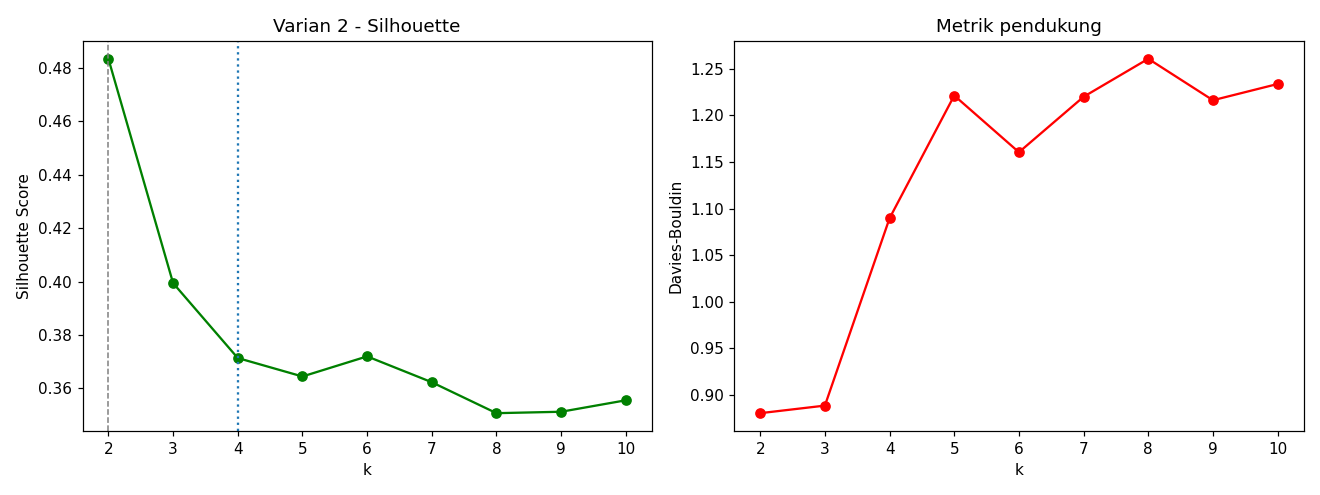 Varian 2 - Silhouette
Silhouette Score
0.48
0.46
0.44
0.42
0.40
0.38
0.36
2 3 4 5 6 7 8 9 10
k
Metrik pendukung
Davies-Bouldin
1.25
1.20
1.15
1.10
1.05
1.00
0.95
0.90
2 3 4 5 6 7 8 9 10
k